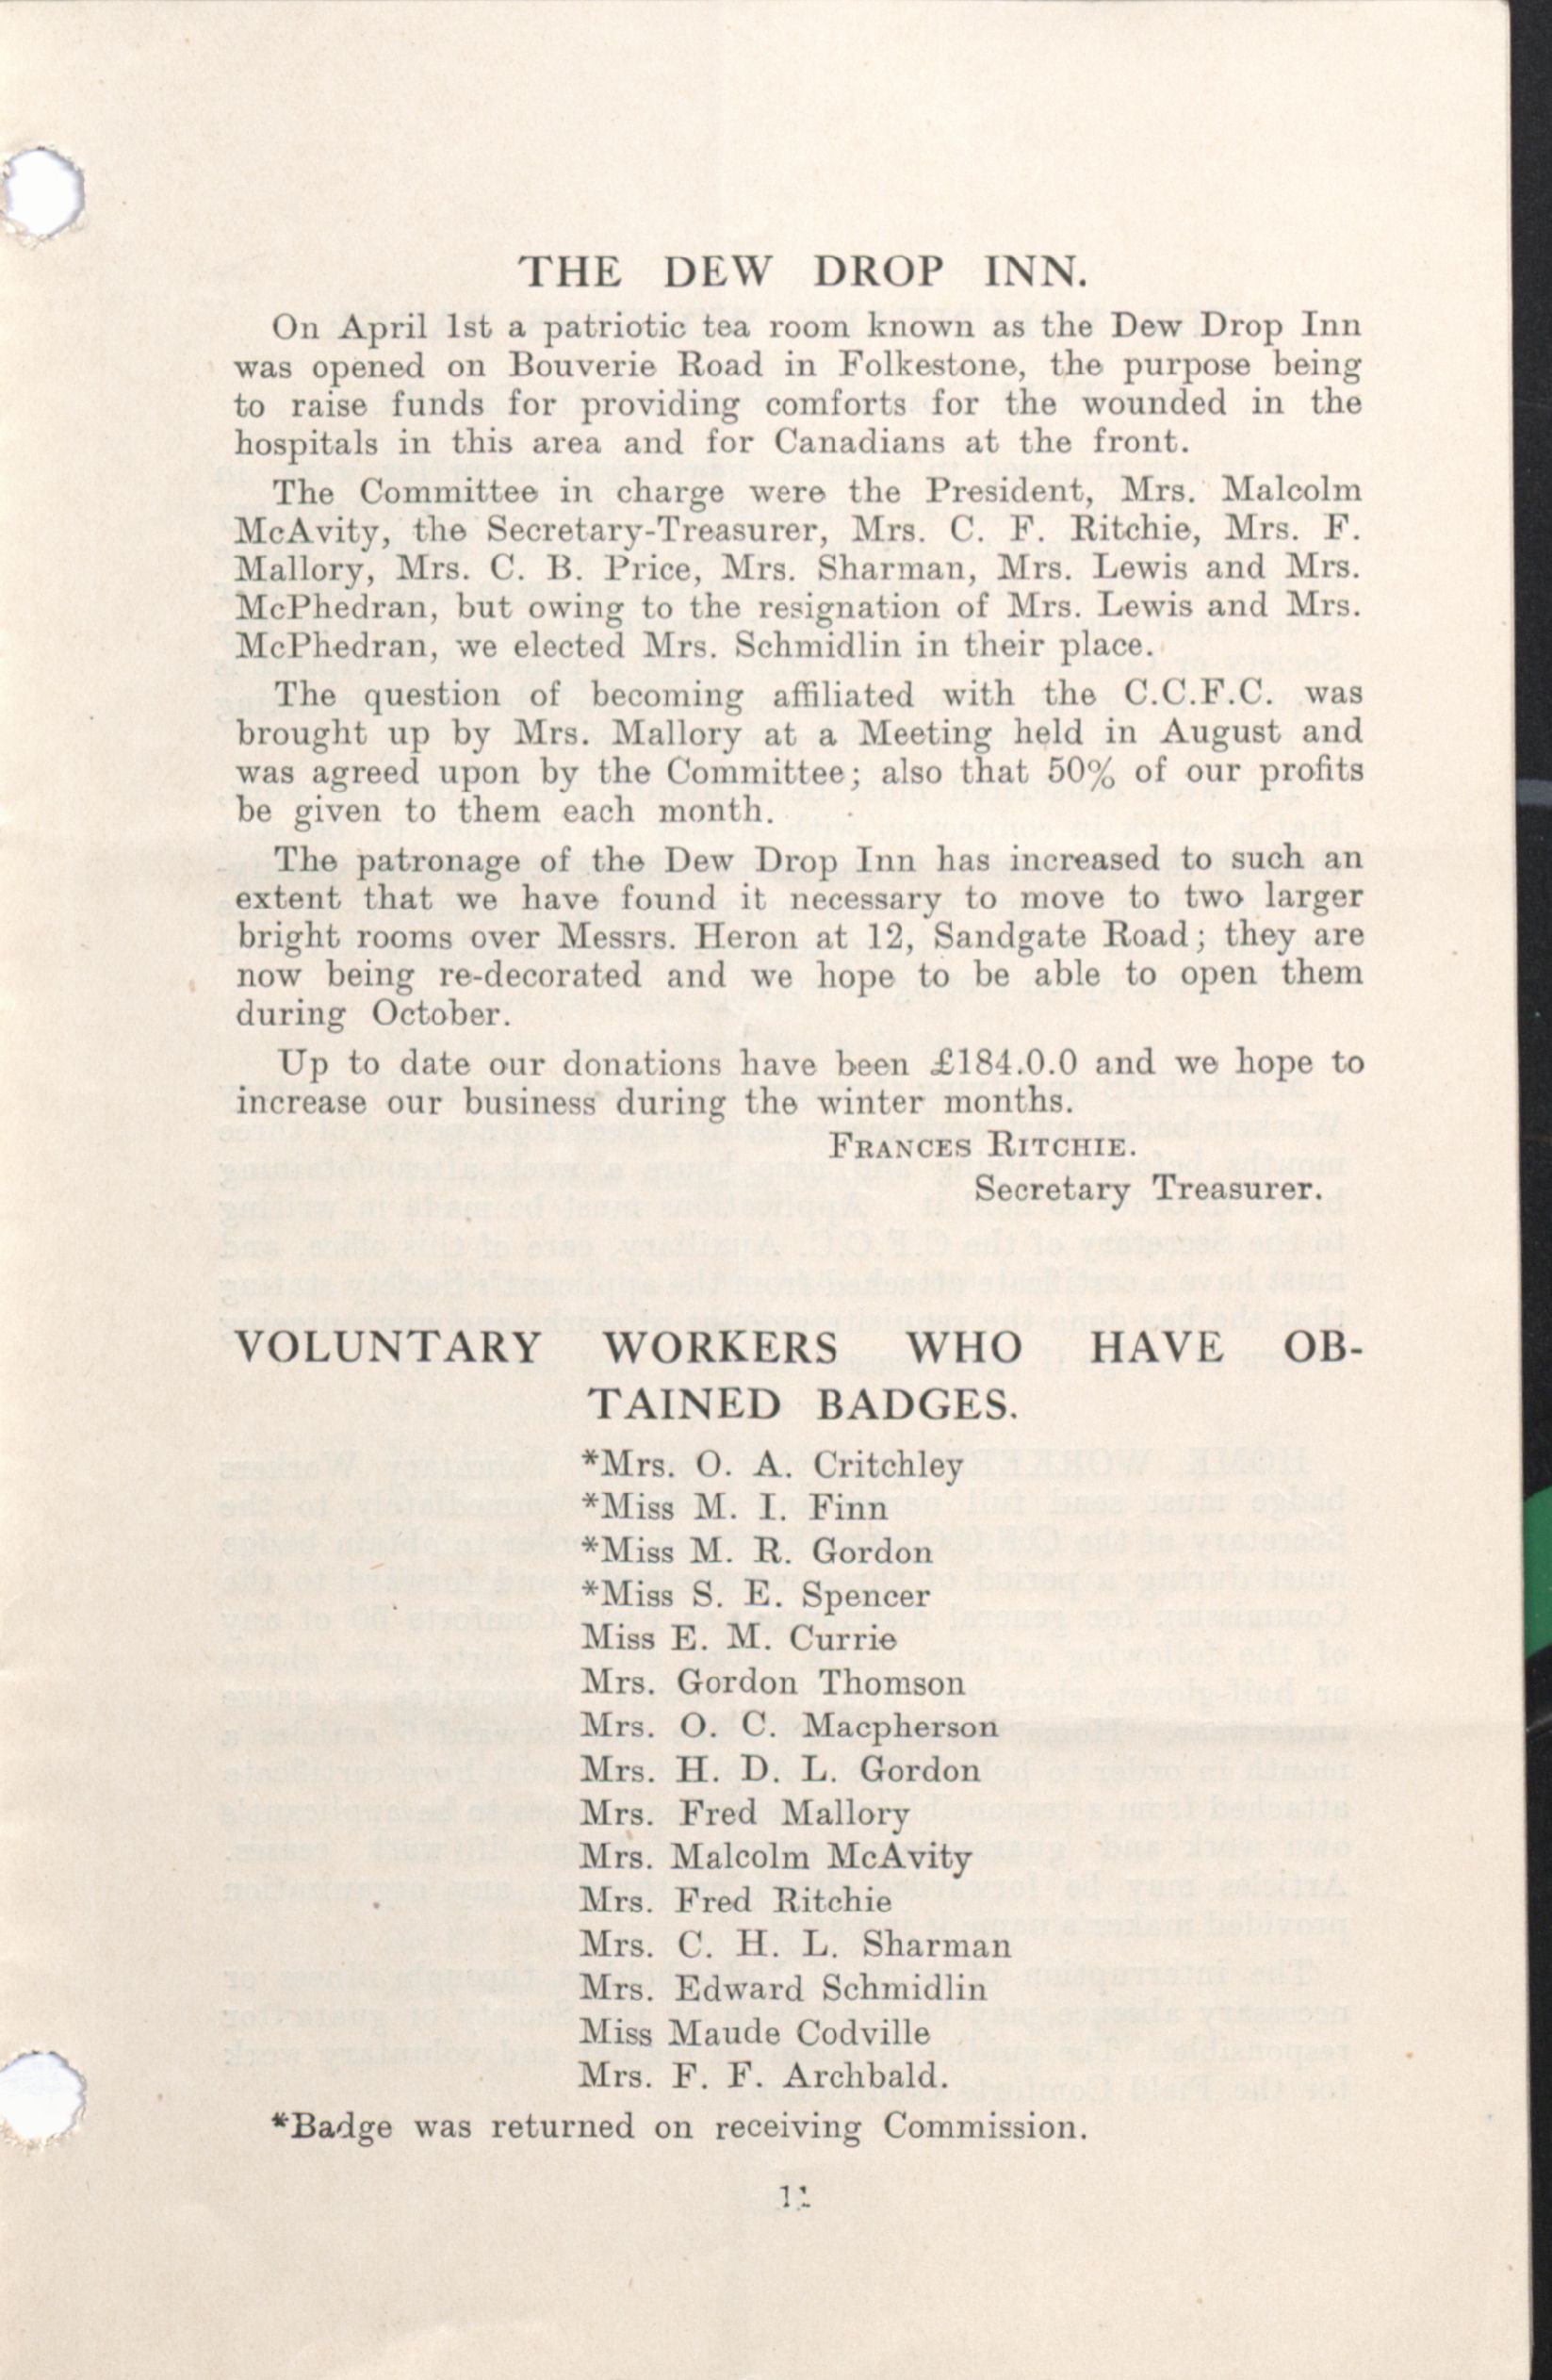 THE DEW DROP INN.
On April 1st a patriotic tea room known as the Dew Drop Inn
was opened on Bouverie Road in Folkestone, the purpose being
to raise funds for providing comforts for the wounded in the
hospitals in this area and for Canadians at the front.
The Committee in charge were the President, Mrs. Malcolm
McAvity, the Secretary-Treasurer, Mrs. C. F. Ritchie, Mrs. F.
Mallory, Mrs. C. B. Price, Mrs. Sharman, Mrs. Lewis and Mrs.
McPhedran, but owing to the resignation of Mrs. Lewis and Mrs.
McPhedran, we elected Mrs. Schmidlin in their place.
The question of becoming affiliated with the C.C.F.C. was
brought up by Mrs. Mallory at a Meeting held in August and
was agreed upon by the Committee; also that 50% of our profits
be given to them each month.
The patronage of the Dew Drop Inn has increased to such an
extent that we have found it necessary to move to two larger
bright rooms over Messrs. Heron at 12, Sandgate Road; they are
now being re-decorated and we hope to be able to open them
during October.
Up to date our donations have been £184.0.0 and we hope to
increase our business during the winter months.
FRANCES RITCHIE.
Secretary Treasurer.
VOLUNTARY WORKERS WHO HAVE OB-
TAINED BADGES.
*Mrs. O. A. Critchley
*Miss M. I. Finn
*Miss M. R. Gordon
*Miss S. E. Spencer
Miss E. M. Currie
Mrs. Gordon Thomson
Mrs. O. C. Macpherson
Mrs. H. D. L. Gordon
Mrs. Fred Mallory
Mrs. Malcolm McAvity
Mrs. Fred Ritchie
Mrs. C. H. L. Sharman
Mrs. Edward Schmidlin
Miss Maude Codville
Mrs. F. F. Archbald.
*Badge was returned on receiving Commission.